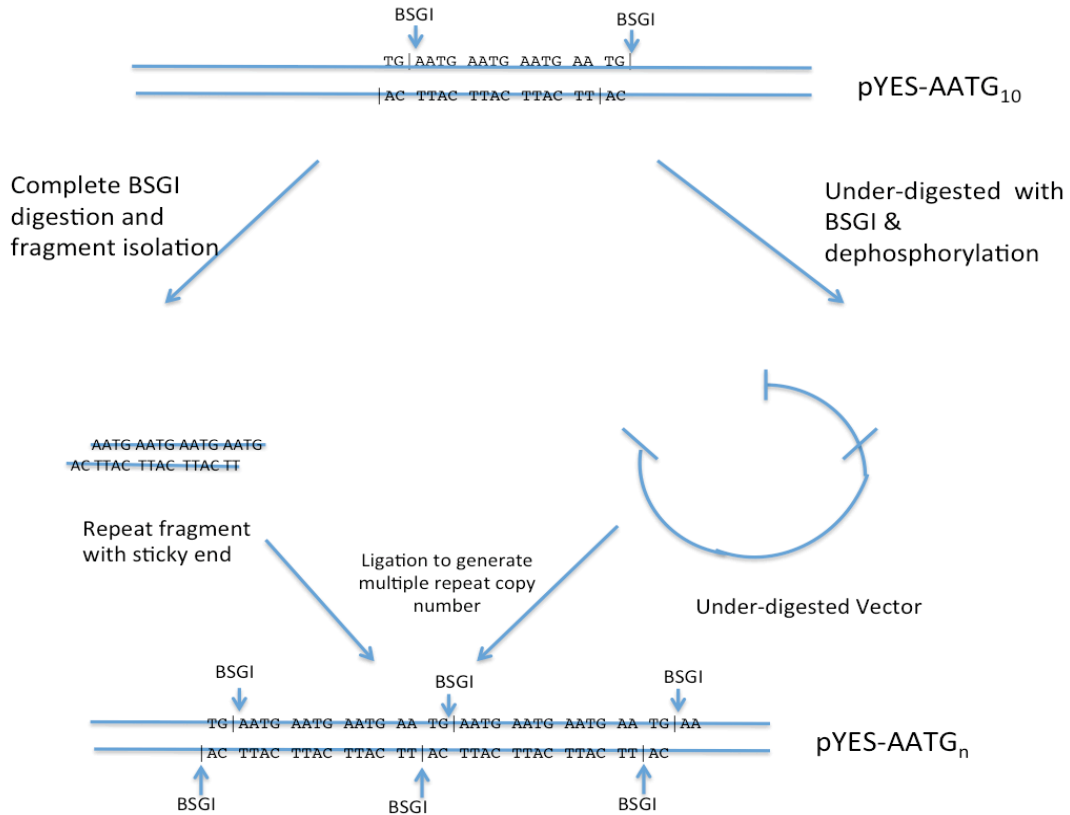 BSGI
BSGI
TG|AATG AATG AATG AA TG|
|AC TTAC TTAC TTAC TT|AC
pYES-AATG10
Complete BSGI
digestion and
fragment isolation
Under-digested with
BSGI &
dephosphorylation
AATG AATG AATG AATG
AC TTAC TTAC TTAC TT
Repeat fragment
with sticky end
Ligation to generate
multiple repeat copy
number
Under-digested Vector
BSGI
BSGI
BSGI
TG|AATG AATG AATG AA TG|AATG AATG AATG AA TG|AA
|AC TTAC TTAC TTAC TT|AC TTAC TTAC TTAC TT|AC
pYES-AATGn
BSGI
BSGI
BSGI